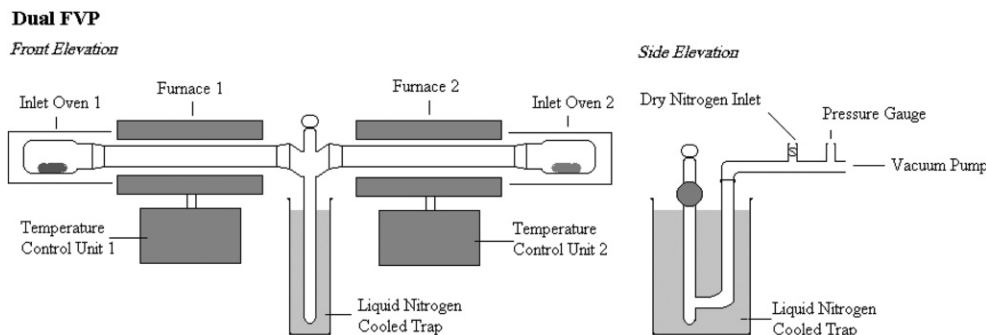 Dual FVP
Front Elevation
Inlet Oven 1
Furnace 1
Furnace 2
Inlet Oven 2
Temperature
Control Unit 1
Temperature
Control Unit 2
Liquid Nitrogen
Cooled Trap
Side Elevation
Dry Nitrogen Inlet
Pressure Gauge
Vacuum Pump
S
Liquid Nitrogen
Cooled Trap